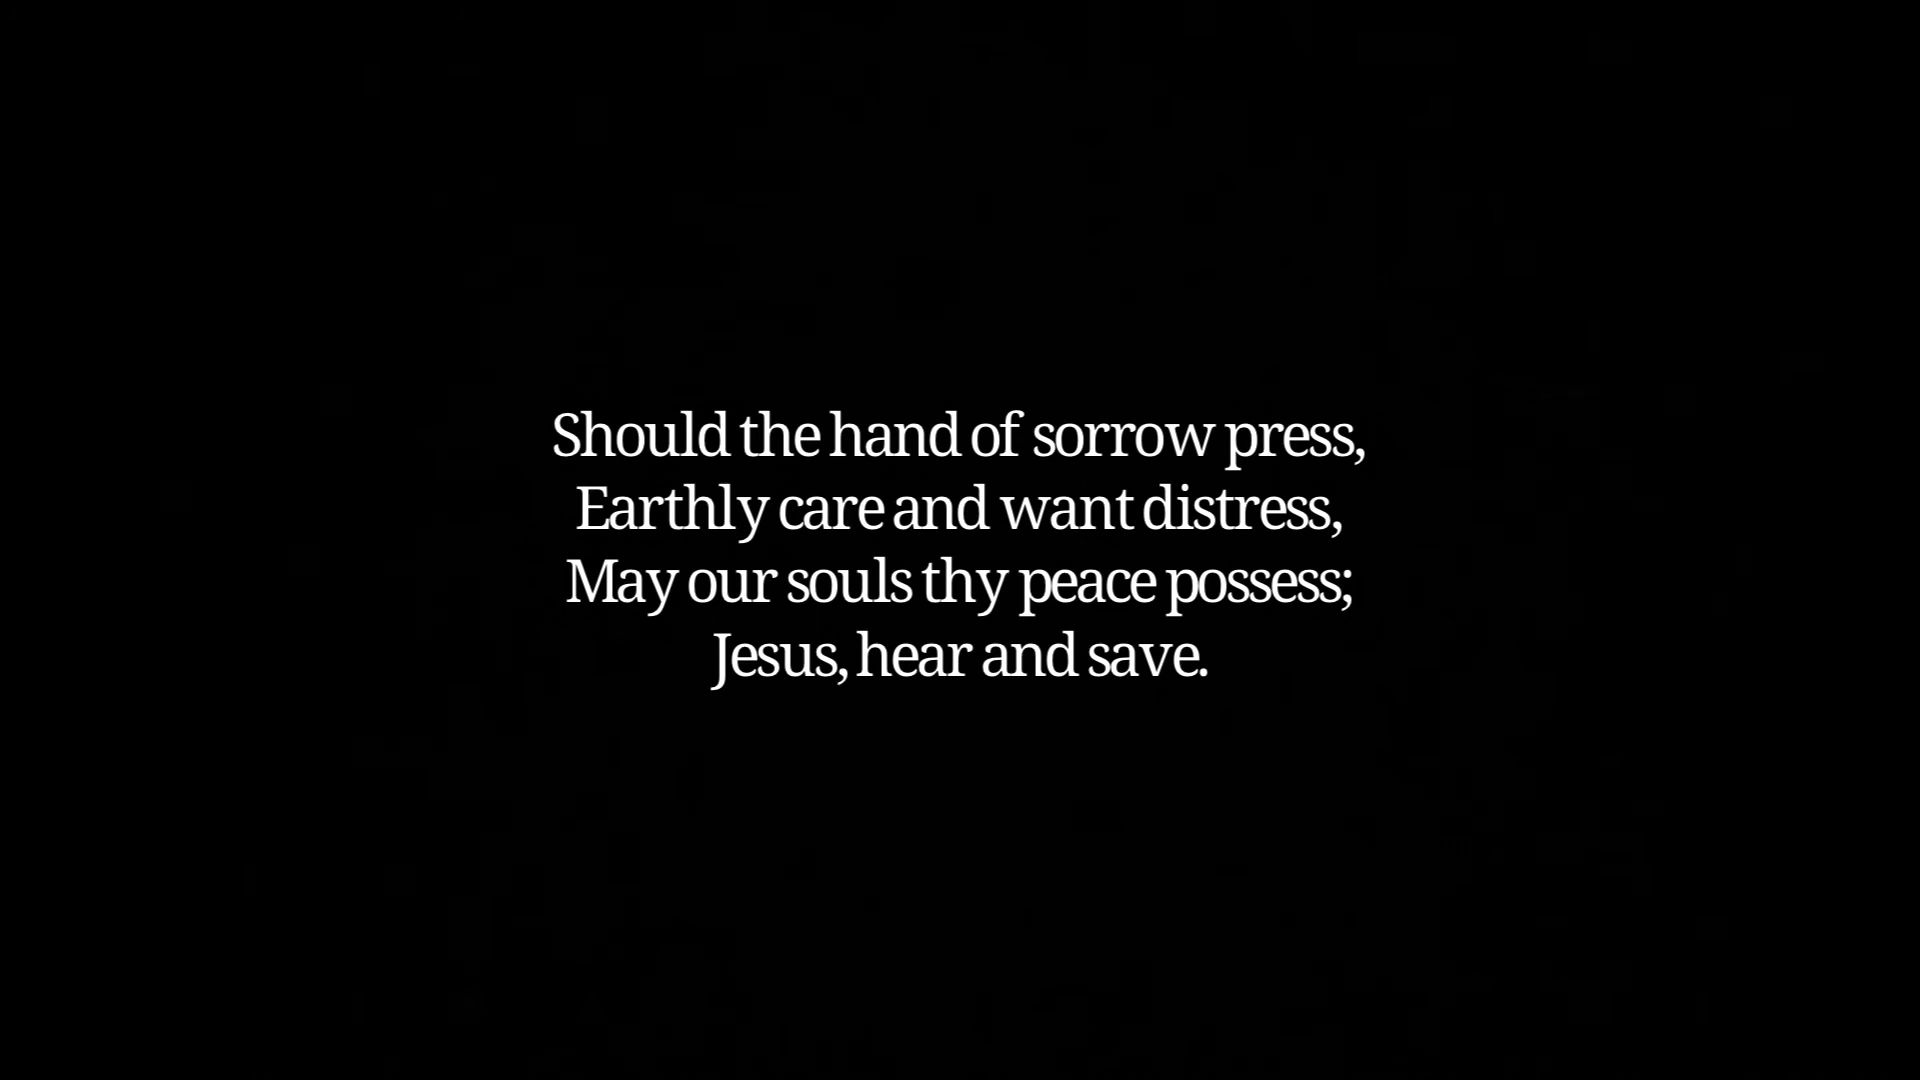 Should the hand of sorrow press,
Earthly care and want distress,
May our souls thy peace possess;
Jesus, hear and save.